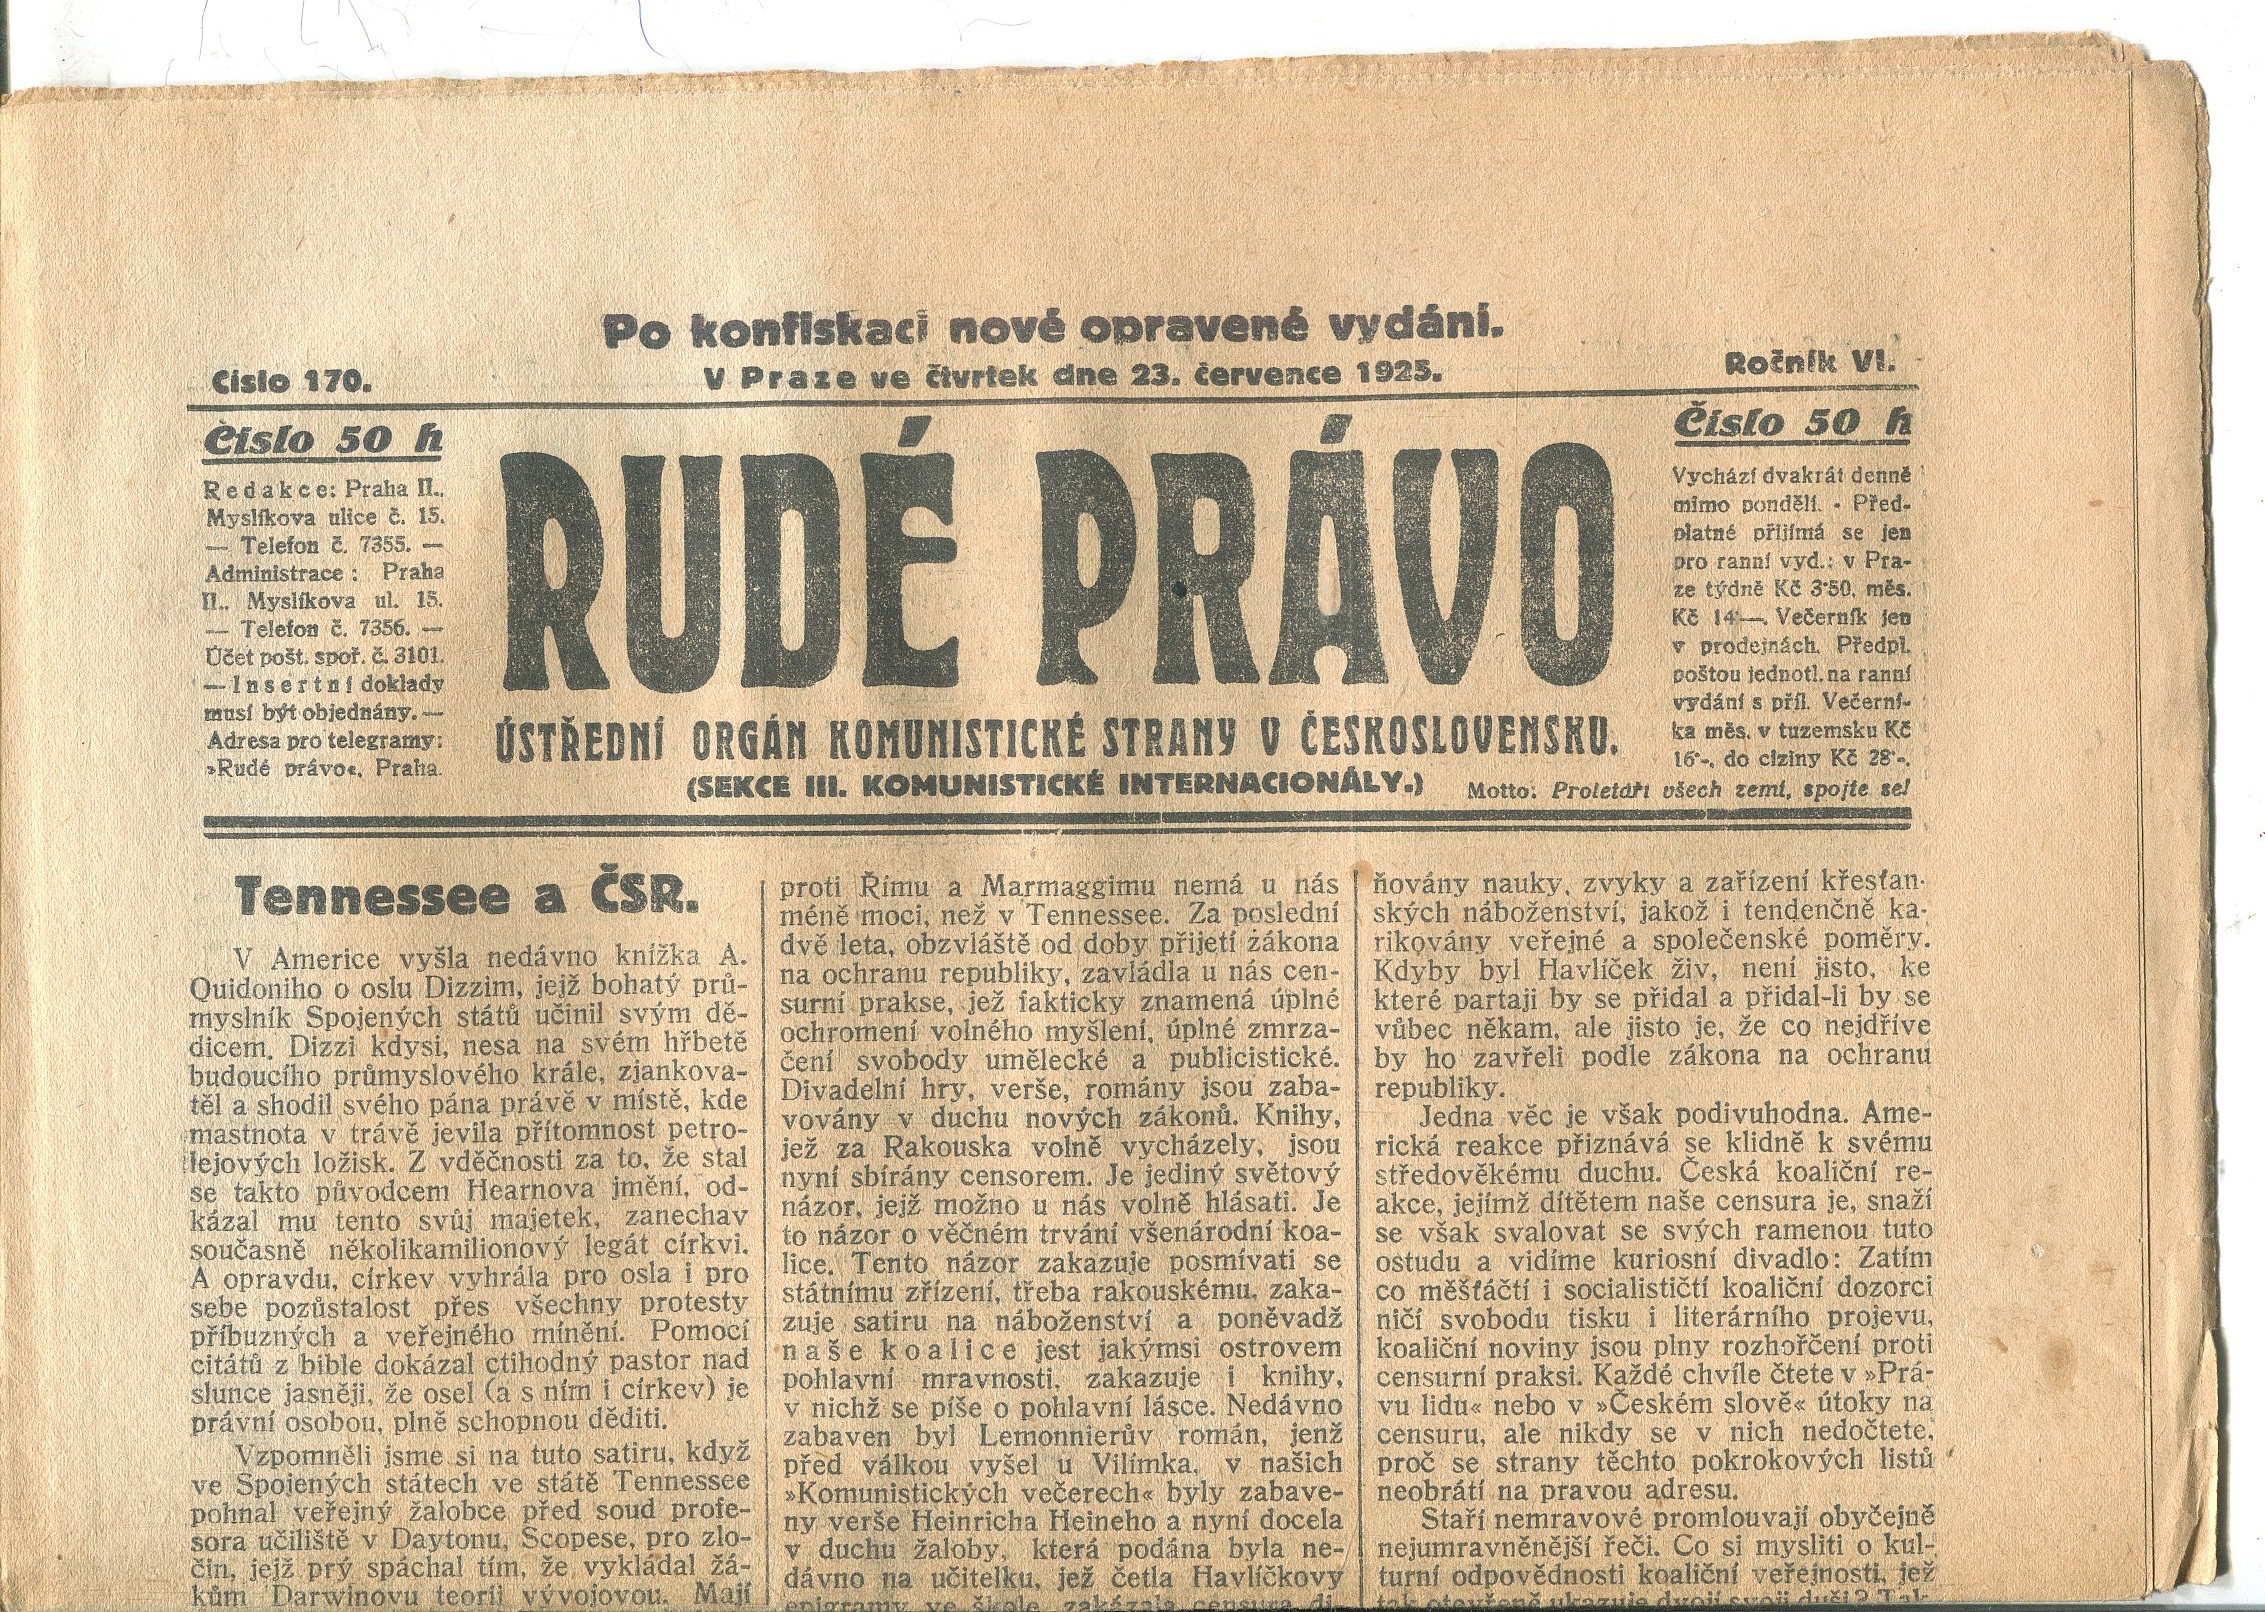 Po konfiskaci nové opravené vydání.
Číslo 170.
V Praze ve čtvrtek dne 23. července 1925.
Ročník VI.
Číslo 50 h
Redakce: Praha II.,
Myslíkova ulice č. 15.
— Telefon č. 7355. —
Administrace: Praha
II., Myslíkova ul. 15.
— Telefon č. 7356. —
Účet pošt. spoř. č. 3101.
— Insertní doklady
musí být objednány. —
Adresa pro telegramy:
»Rudé právo«, Praha.
RUDÉ PRÁVO
ÚSTŘEDNÍ ORGÁN KOMUNISTICKÉ STRANY V ČESKOSLOVENSKU.
(SEKCE III. KOMUNISTICKÉ INTERNACIONÁLY.)
Motto: Proletáři všech zemí, spojte se!
Číslo 50 h
Vychází dvakrát denně
mimo pondělí. - Před-
platné přijímá se jen
pro ranní vyd.: v Pra-
ze týdně Kč 3·50, měs.
Kč 14·—. Večerník jen
v prodejnách. Předpl.
poštou jednotl. na ranní
vydání s příl. Večerní-
ka měs. v tuzemsku Kč
16·-, do ciziny Kč 28·-.
Tennessee a ČSR.
V Americe vyšla nedávno knížka A.
Quidoniho o oslu Dizzim, jejž bohatý prů-
myslník Spojených států učinil svým dě-
dicem. Dizzi kdysi, nesa na svém hřbetě
budoucího průmyslového krále, zjankova-
těl a shodil svého pána právě v místě, kde
mastnota v trávě jevila přítomnost petro-
lejových ložisk. Z vděčnosti za to, že stal
se takto původcem Hearnova jmění, od-
kázal mu tento svůj majetek, zanechav
současně několikamilionový legát církvi.
A opravdu, církev vyhrála pro osla i pro
sebe pozůstalost přes všechny protesty
příbuzných a veřejného mínění. Pomocí
citátů z bible dokázal ctihodný pastor nad
slunce jasněji, že osel (a s ním i církev) je
právní osobou, plně schopnou děditi.
Vzpomněli jsme si na tuto satiru, když
ve Spojených státech ve státě Tennessee
pohnal veřejný žalobce před soud profe-
sora učiliště v Daytonu, Scopese, pro zlo-
čin, jejž prý spáchal tím, že vykládal žá-
kům Darwinovu teorii vývojovou. Mají
proti Římu a Marmaggimu nemá u nás
méně moci, než v Tennessee. Za poslední
dvě leta, obzvláště od doby přijetí zákona
na ochranu republiky, zavládla u nás cen-
surní prakse, jež fakticky znamená úplné
ochromení volného myšlení, úplné zmrza-
čení svobody umělecké a publicistické.
Divadelní hry, verše, romány jsou zaba-
vovány v duchu nových zákonů. Knihy,
jež za Rakouska volně vycházely, jsou
nyní sbírány censorem. Je jediný světový
názor, jejž možno u nás volně hlásati. Je
to názor o věčném trvání všenárodní koa-
lice. Tento názor zakazuje posmívati se
státnímu zřízení, třeba rakouskému, zaka-
zuje satiru na náboženství a poněvadž
naše koalice jest jakýmsi ostrovem
pohlavní mravnosti, zakazuje i knihy,
v nichž se píše o pohlavní lásce. Nedávno
zabaven byl Lemonnierův román, jenž
před válkou vyšel u Vilímka, v našich
»Komunistických večerech« byly zabave-
ny verše Heinricha Heineho a nyní docela
v duchu žaloby, která podána byla ne-
dávno na učitelku, jež četla Havlíčkovy
epigramy ve škole, zakázala censura di-
ňovány nauky, zvyky a zařízení křesťan-
ských náboženství, jakož i tendenčně ka-
rikovány veřejné a společenské poměry.
Kdyby byl Havlíček živ, není jisto, ke
které partaji by se přidal a přidal-li by se
vůbec někam, ale jisto je, že co nejdříve
by ho zavřeli podle zákona na ochranu
republiky.
Jedna věc je však podivuhodna. Ame-
rická reakce přiznává se klidně k svému
středověkému duchu. Česká koaliční re-
akce, jejímž dítětem naše censura je, snaží
se však svalovat se svých ramenou tuto
ostudu a vidíme kuriosní divadlo: Zatím
co měšťáčtí i socialističtí koaliční dozorci
ničí svobodu tisku i literárního projevu,
koaliční noviny jsou plny rozhořčení proti
censurní praksi. Každé chvíle čtete v »Prá-
vu lidu« nebo v »Českém slově« útoky na
censuru, ale nikdy se v nich nedočtete,
proč se strany těchto pokrokových listů
neobrátí na pravou adresu.
Staří nemravové promlouvají obyčejně
nejumravněnější řečí. Co si mysliti o kul-
turní odpovědnosti koaliční veřejnosti, jež
tak otevřeně ukazuje dvojí svoji duši? Tak-